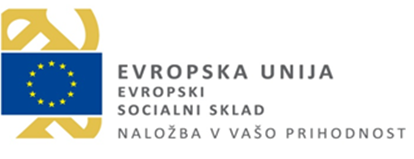 EVROPSKA UNIJA
EVROPSKI
SOCIALNI SKLAD
NALOŽBA V VAŠO PRIHODNOST